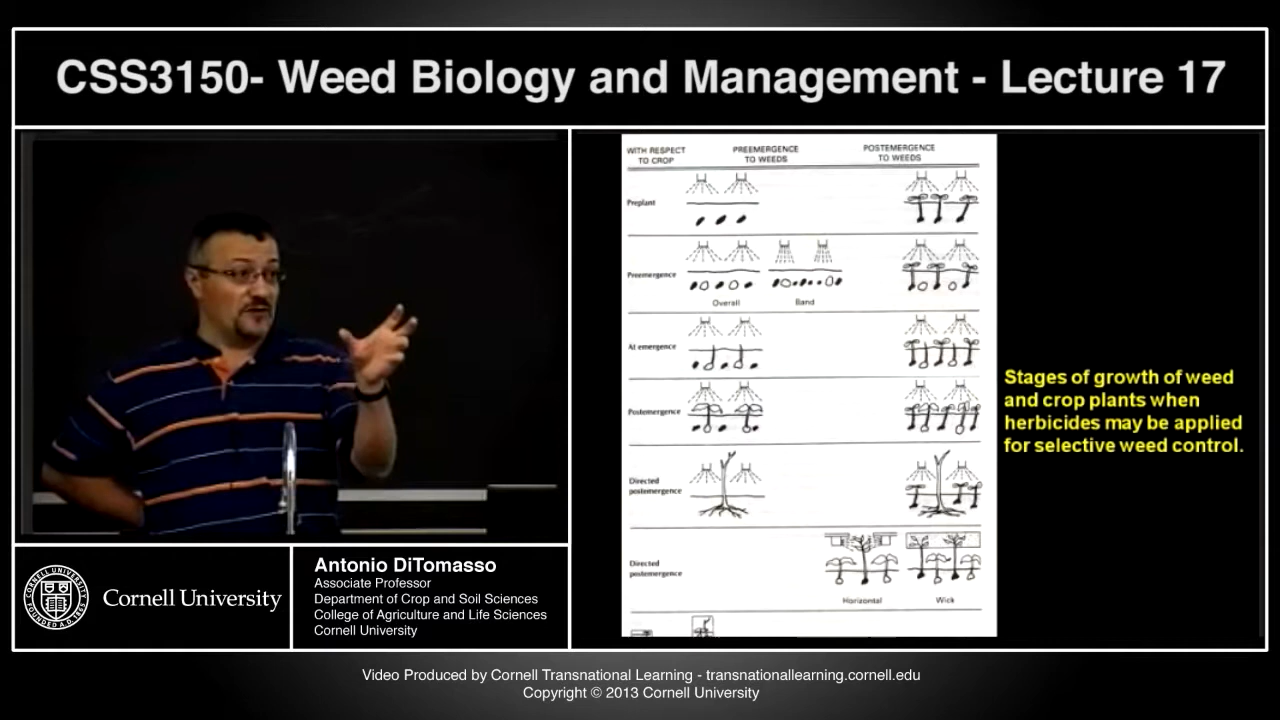 CSS3150- Weed Biology and Management - Lecture 17
WITH RESPECT
TO CROP
PREEMERGENCE
TO WEEDS
POSTEMERGENCE
TO WEEDS
Preplant
Preemergence
Overall
Band
At emergence
Postemergence
Directed
postemergence
Directed
postemergence
Horizontal
Wick
Stages of growth of weed
and crop plants when
herbicides may be applied
for selective weed control.
Cornell University
Antonio DiTomasso
Associate Professor
Department of Crop and Soil Sciences
College of Agriculture and Life Sciences
Cornell University
Video Produced by Cornell Transnational Learning - transnationallearning.cornell.edu
Copyright © 2013 Cornell University